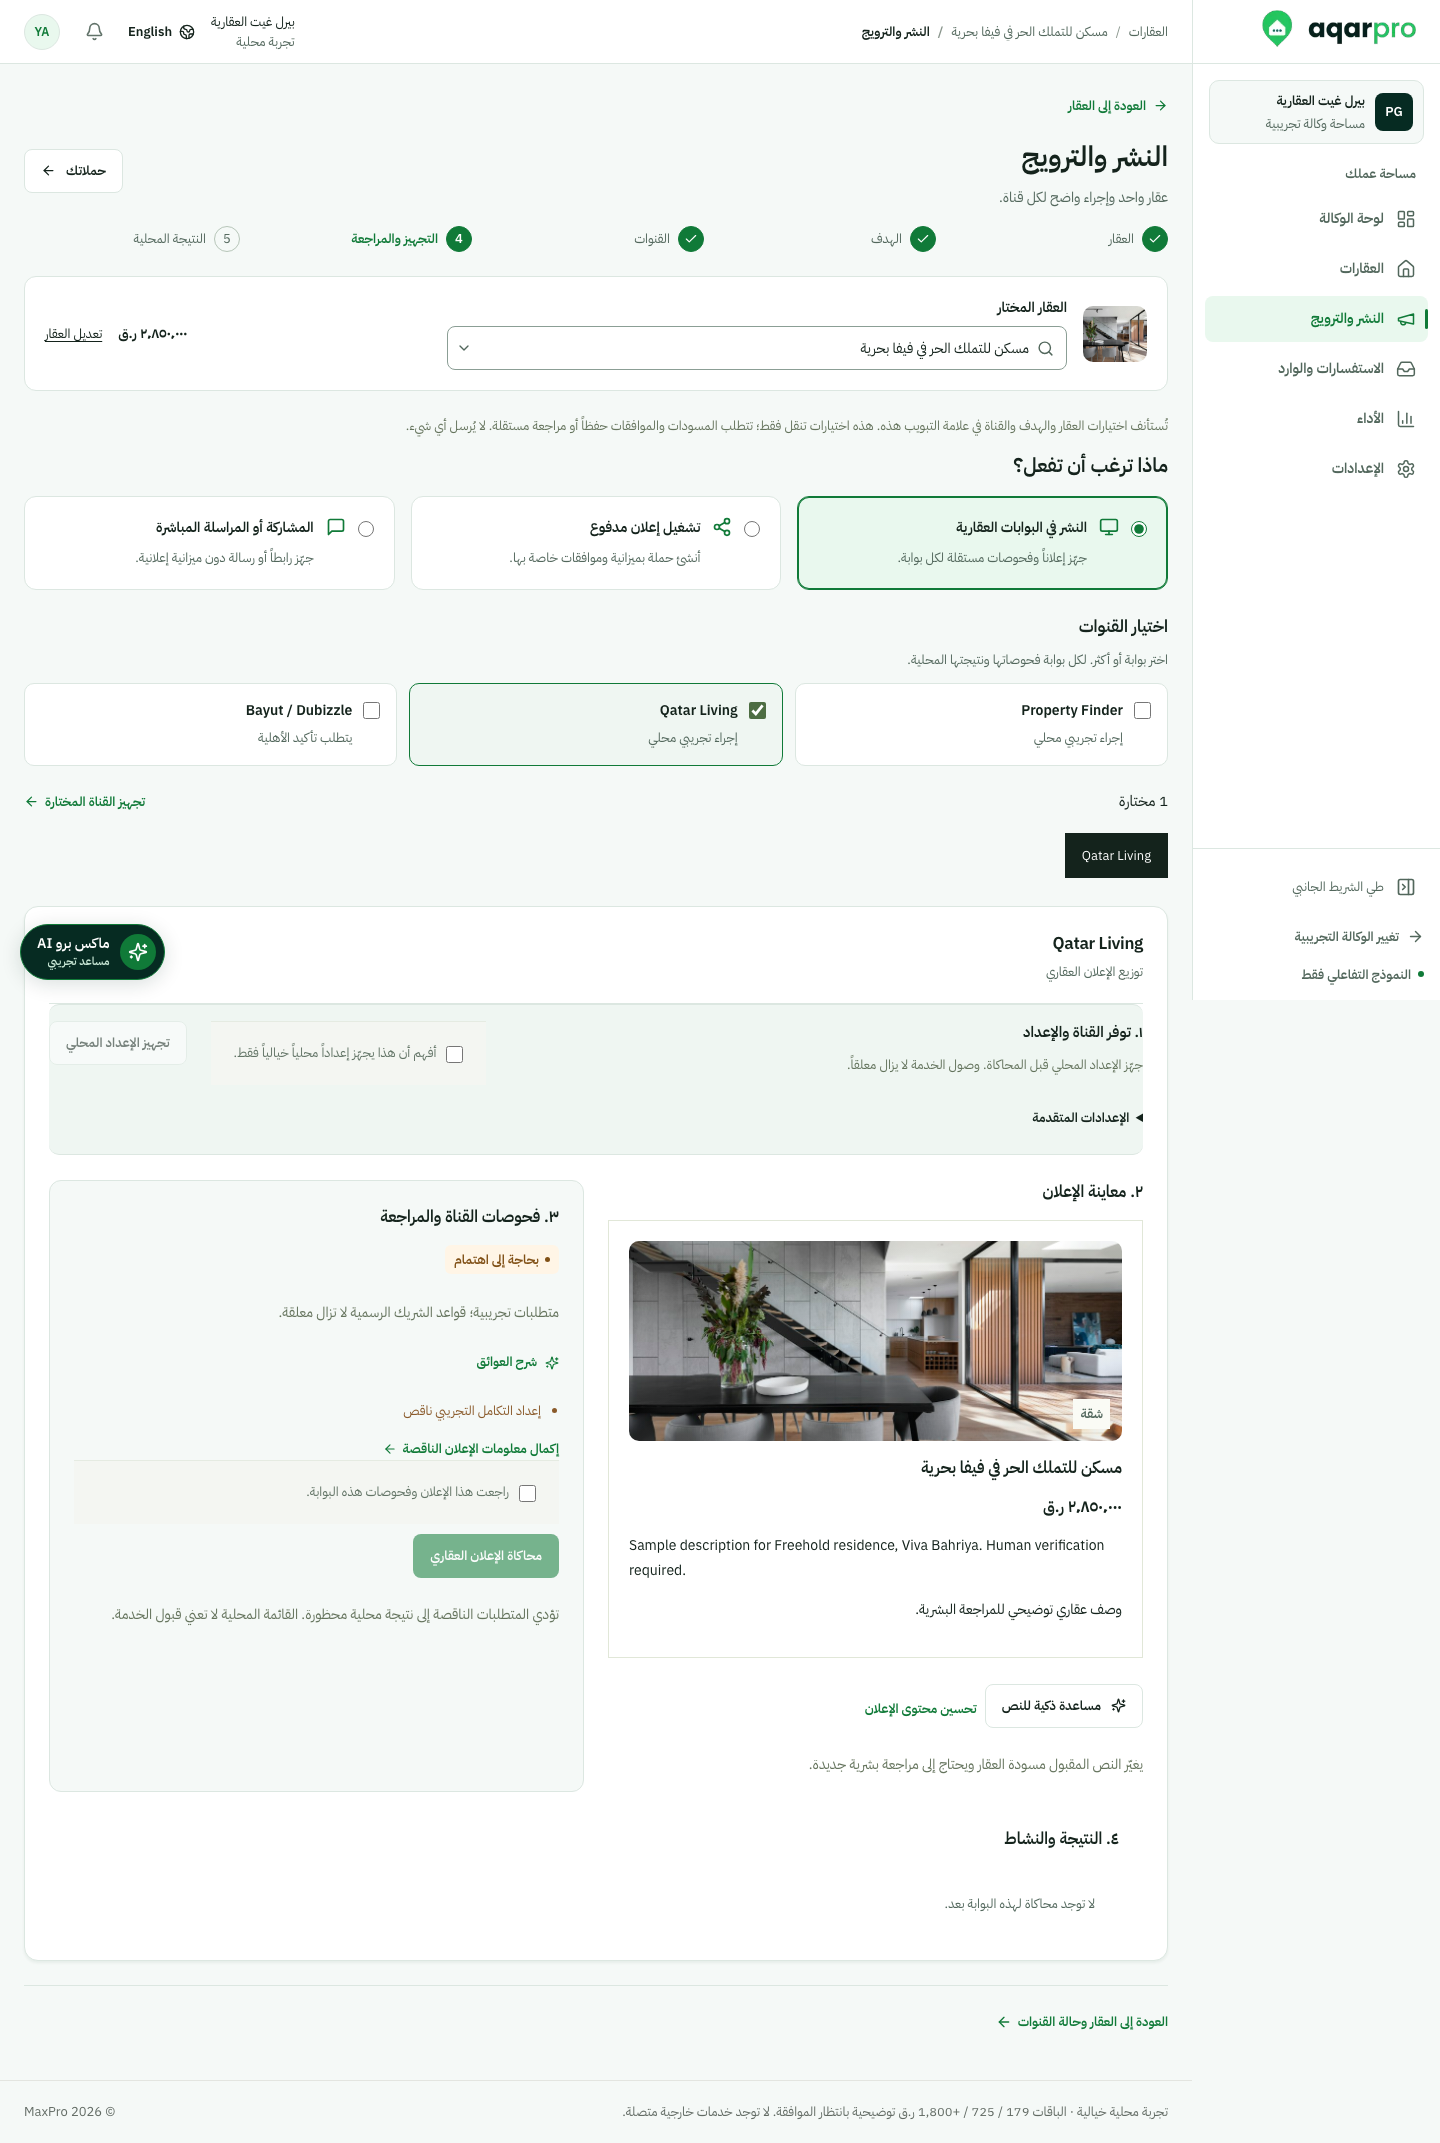 aqarpro
العقارات / مسكن للتملك الحر في فيفا بحرية / النشر والترويج
بيرل غيت العقارية
تجربة محلية
English
YA
PG
بيرل غيت العقارية
مساحة وكالة تجريبية
مساحة عملك
لوحة الوكالة
العقارات
النشر والترويج
الاستفسارات والوارد
الأداء
الإعدادات
طي الشريط الجانبي
تغيير الوكالة التجريبية
النموذج التفاعلي فقط
العودة إلى العقار
النشر والترويج
عقار واحد وإجراء واضح لكل قناة.
حملاتك
العقار
الهدف
القنوات
4 التجهيز والمراجعة
5 النتيجة المحلية
العقار المختار
مسكن للتملك الحر في فيفا بحرية
٢,٨٥٠,٠٠٠ ر.ق
تعديل العقار
تُستأنف اختيارات العقار والهدف والقناة في علامة التبويب هذه. هذه اختيارات تنقل فقط؛ تتطلب المسودات والموافقات حفظاً أو مراجعة مستقلة. لا يُرسل أي شيء.
ماذا ترغب أن تفعل؟
النشر في البوابات العقارية
جهّز إعلاناً وفحوصات مستقلة لكل بوابة.
تشغيل إعلان مدفوع
أنشئ حملة بميزانية وموافقات خاصة بها.
المشاركة أو المراسلة المباشرة
جهّز رابطاً أو رسالة دون ميزانية إعلانية.
اختيار القنوات
اختر بوابة أو أكثر. لكل بوابة فحوصاتها ونتيجتها المحلية.
Property Finder
إجراء تجريبي محلي
Qatar Living
إجراء تجريبي محلي
Bayut / Dubizzle
يتطلب تأكيد الأهلية
1 مختارة
تجهيز القناة المختارة
Qatar Living
ماكس برو AI
مساعد تجريبي
Qatar Living
توزيع الإعلان العقاري
١. توفر القناة والإعداد
جهّز الإعداد المحلي قبل المحاكاة. وصول الخدمة لا يزال معلقاً.
أفهم أن هذا يجهّز إعداداً محلياً خيالياً فقط.
تجهيز الإعداد المحلي
الإعدادات المتقدمة
٢. معاينة الإعلان
شقة
مسكن للتملك الحر في فيفا بحرية
٢,٨٥٠,٠٠٠ ر.ق
Sample description for Freehold residence, Viva Bahriya. Human verification
required.
وصف عقاري توضيحي للمراجعة البشرية.
مساعدة ذكية للنص
تحسين محتوى الإعلان
يغيّر النص المقبول مسودة العقار ويحتاج إلى مراجعة بشرية جديدة.
٣. فحوصات القناة والمراجعة
بحاجة إلى اهتمام
متطلبات تجريبية؛ قواعد الشريك الرسمية لا تزال معلقة.
شرح العوائق
إعداد التكامل التجريبي ناقص
إكمال معلومات الإعلان الناقصة
راجعت هذا الإعلان وفحوصات هذه البوابة.
محاكاة الإعلان العقاري
تؤدي المتطلبات الناقصة إلى نتيجة محلية محظورة. القائمة المحلية لا تعني قبول الخدمة.
٤. النتيجة والنشاط
لا توجد محاكاة لهذه البوابة بعد.
العودة إلى العقار وحالة القنوات
تجربة محلية خيالية · الباقات 179 / 725 / +1,800 ر.ق توضيحية بانتظار الموافقة. لا توجد خدمات خارجية متصلة.
© 2026 MaxPro